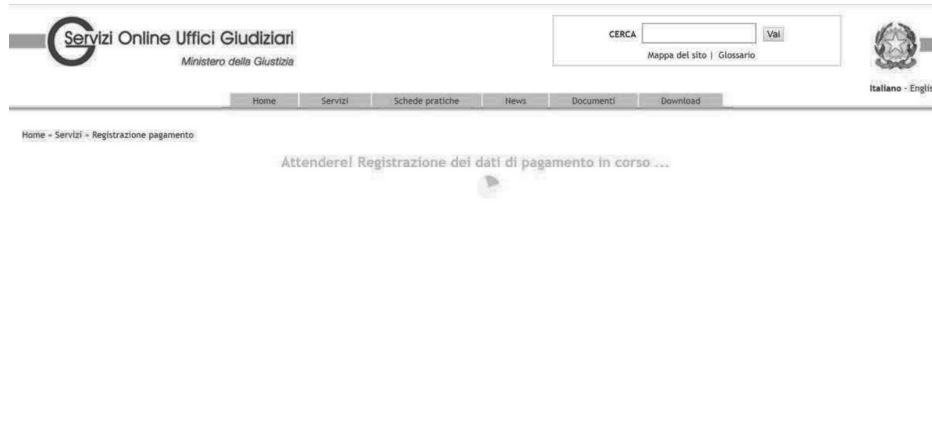 Servizi Online Uffici Giudiziari
Ministero della Giustizia
CERCA Vai
Mappa del sito | Glossario
Italiano - Englis
Home Servizi Schede pratiche News Documenti Download
Home » Servizi » Registrazione pagamento
Attendere! Registrazione dei dati di pagamento in corso ...